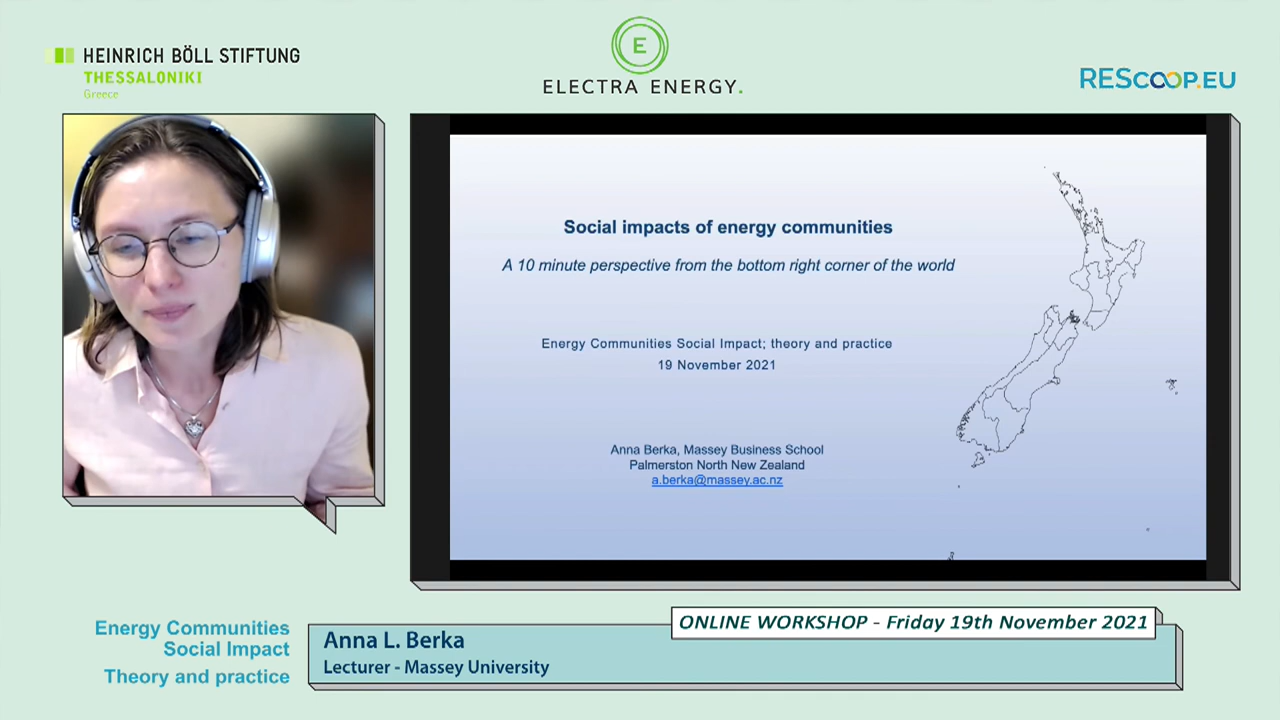 HEINRICH BÖLL STIFTUNG
THESSALONIKI
Greece
E
ELECTRA ENERGY.
REScoop.EU
Social impacts of energy communities
A 10 minute perspective from the bottom right corner of the world
Energy Communities Social Impact; theory and practice
19 November 2021
Anna Berka, Massey Business School
Palmerston North New Zealand
a.berka@massey.ac.nz
ONLINE WORKSHOP - Friday 19th November 2021
Energy Communities
Social Impact
Theory and practice
Anna L. Berka
Lecturer - Massey University